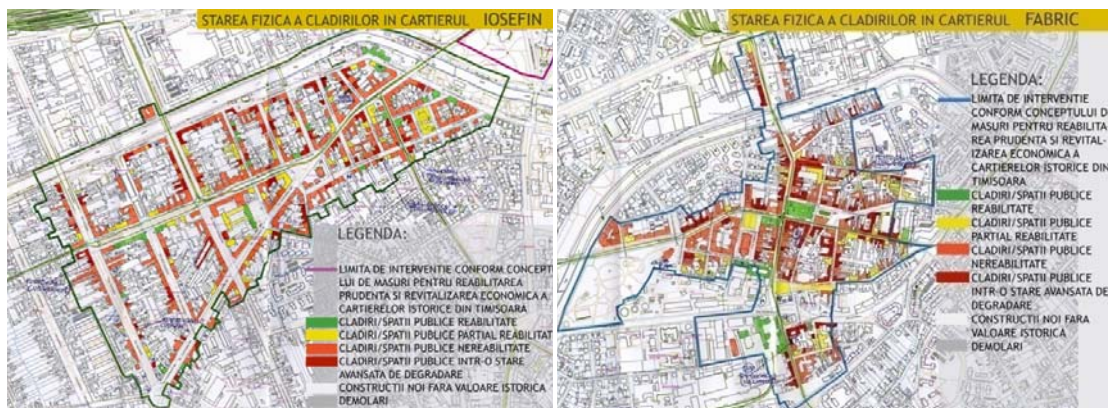 STAREA FIZICA A CLADIRILOR IN CARTIERUL IOSEFIN
LEGENDA:
LIMITA DE INTERVENTIE CONFORM CONCEPT
LUI DE MASURI PENTRU REABILITAREA
PRUDENTA SI REVITALIZAREA ECONOMICA A
CARTIERELOR ISTORICE DIN TIMISOARA
CLADIRI/SPATII PUBLICE REABILITATE
CLADIRI/SPATII PUBLICE PARTIAL REABILITAT
CLADIRI/SPATII PUBLICE NEREABILITATE
CLADIRI/SPATII PUBLICE INTR-O STARE
AVANSATA DE DEGRADARE
CONSTRUCTII NOI FARA VALOARE ISTORICA
DEMOLARI
STAREA FIZICA A CLADIRILOR IN CARTIERUL FABRIC
LEGENDA:
LIMITA DE INTERVENTIE
CONFORM CONCEPTULUI D
MASURI PENTRU REABILITA
REA PRUDENTA SI REVITAL-
IZAREA ECONOMICA A
CARTIERELOR ISTORICE DIN
TIMISOARA
CLADIRI/SPATII PUBLICE
REABILITATE
CLADIRI/SPATII PUBLICE
PARTIAL REABILITATE
CLADIRI/SPATII PUBLICE
NEREABILITATE
CLADIRI/SPATII PUBLICE
INTR-O STARE AVANSATA DE
DEGRADARE
CONSTRUCTII NOI FARA
VALOARE ISTORICA
DEMOLARI